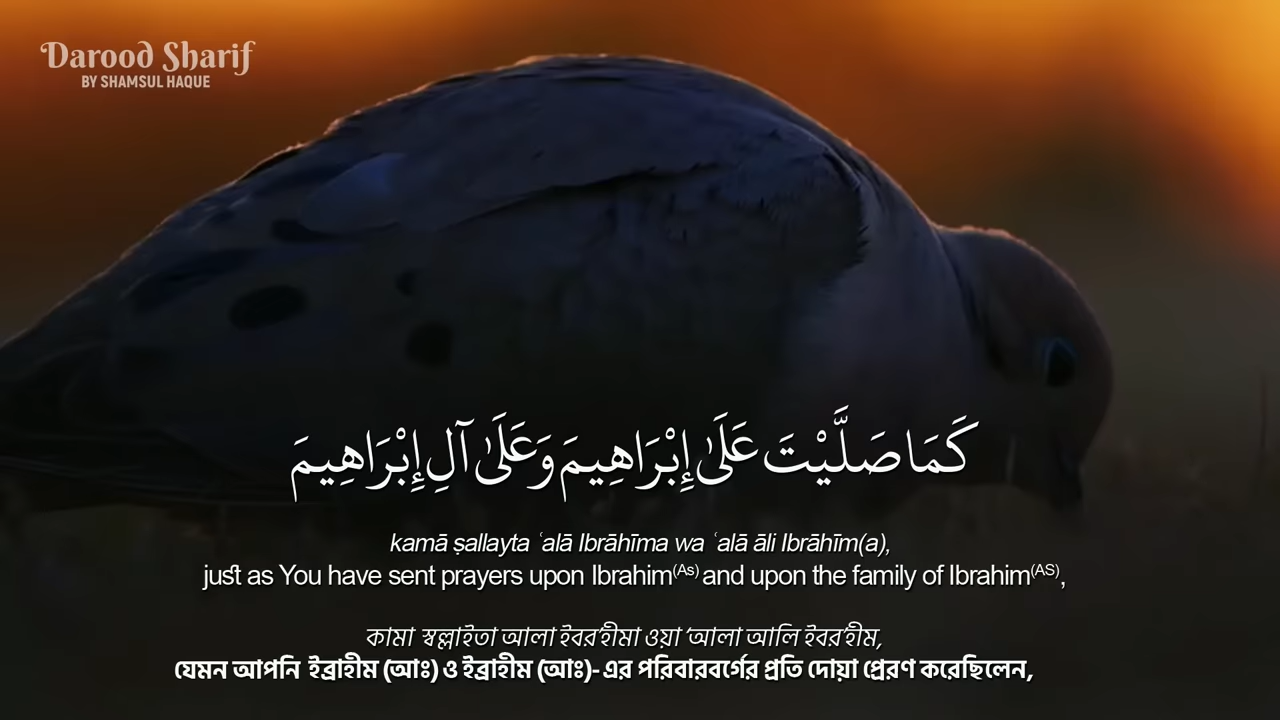 Darood Sharif
BY SHAMSUL HAQUE
كَمَا صَلَّيْتَ عَلَىٰ إِبْرَاهِيمَ وَعَلَىٰ آلِ إِبْرَاهِيمَ
kamā ṣallayta ʿalā Ibrāhīma wa ʿalā āli Ibrāhīm(a),
just as You have sent prayers upon Ibrahim(As) and upon the family of Ibrahim(AS),
কামা স্বল্লাইতা আলা ইবর'হীমা ওয়া 'আলা আলি ইবর'হীম,
যেমন আপনি ইব্রাহীম (আঃ) ও ইব্রাহীম (আঃ)- এর পরিবারবর্গের প্রতি দোয়া প্রেরণ করেছিলেন,